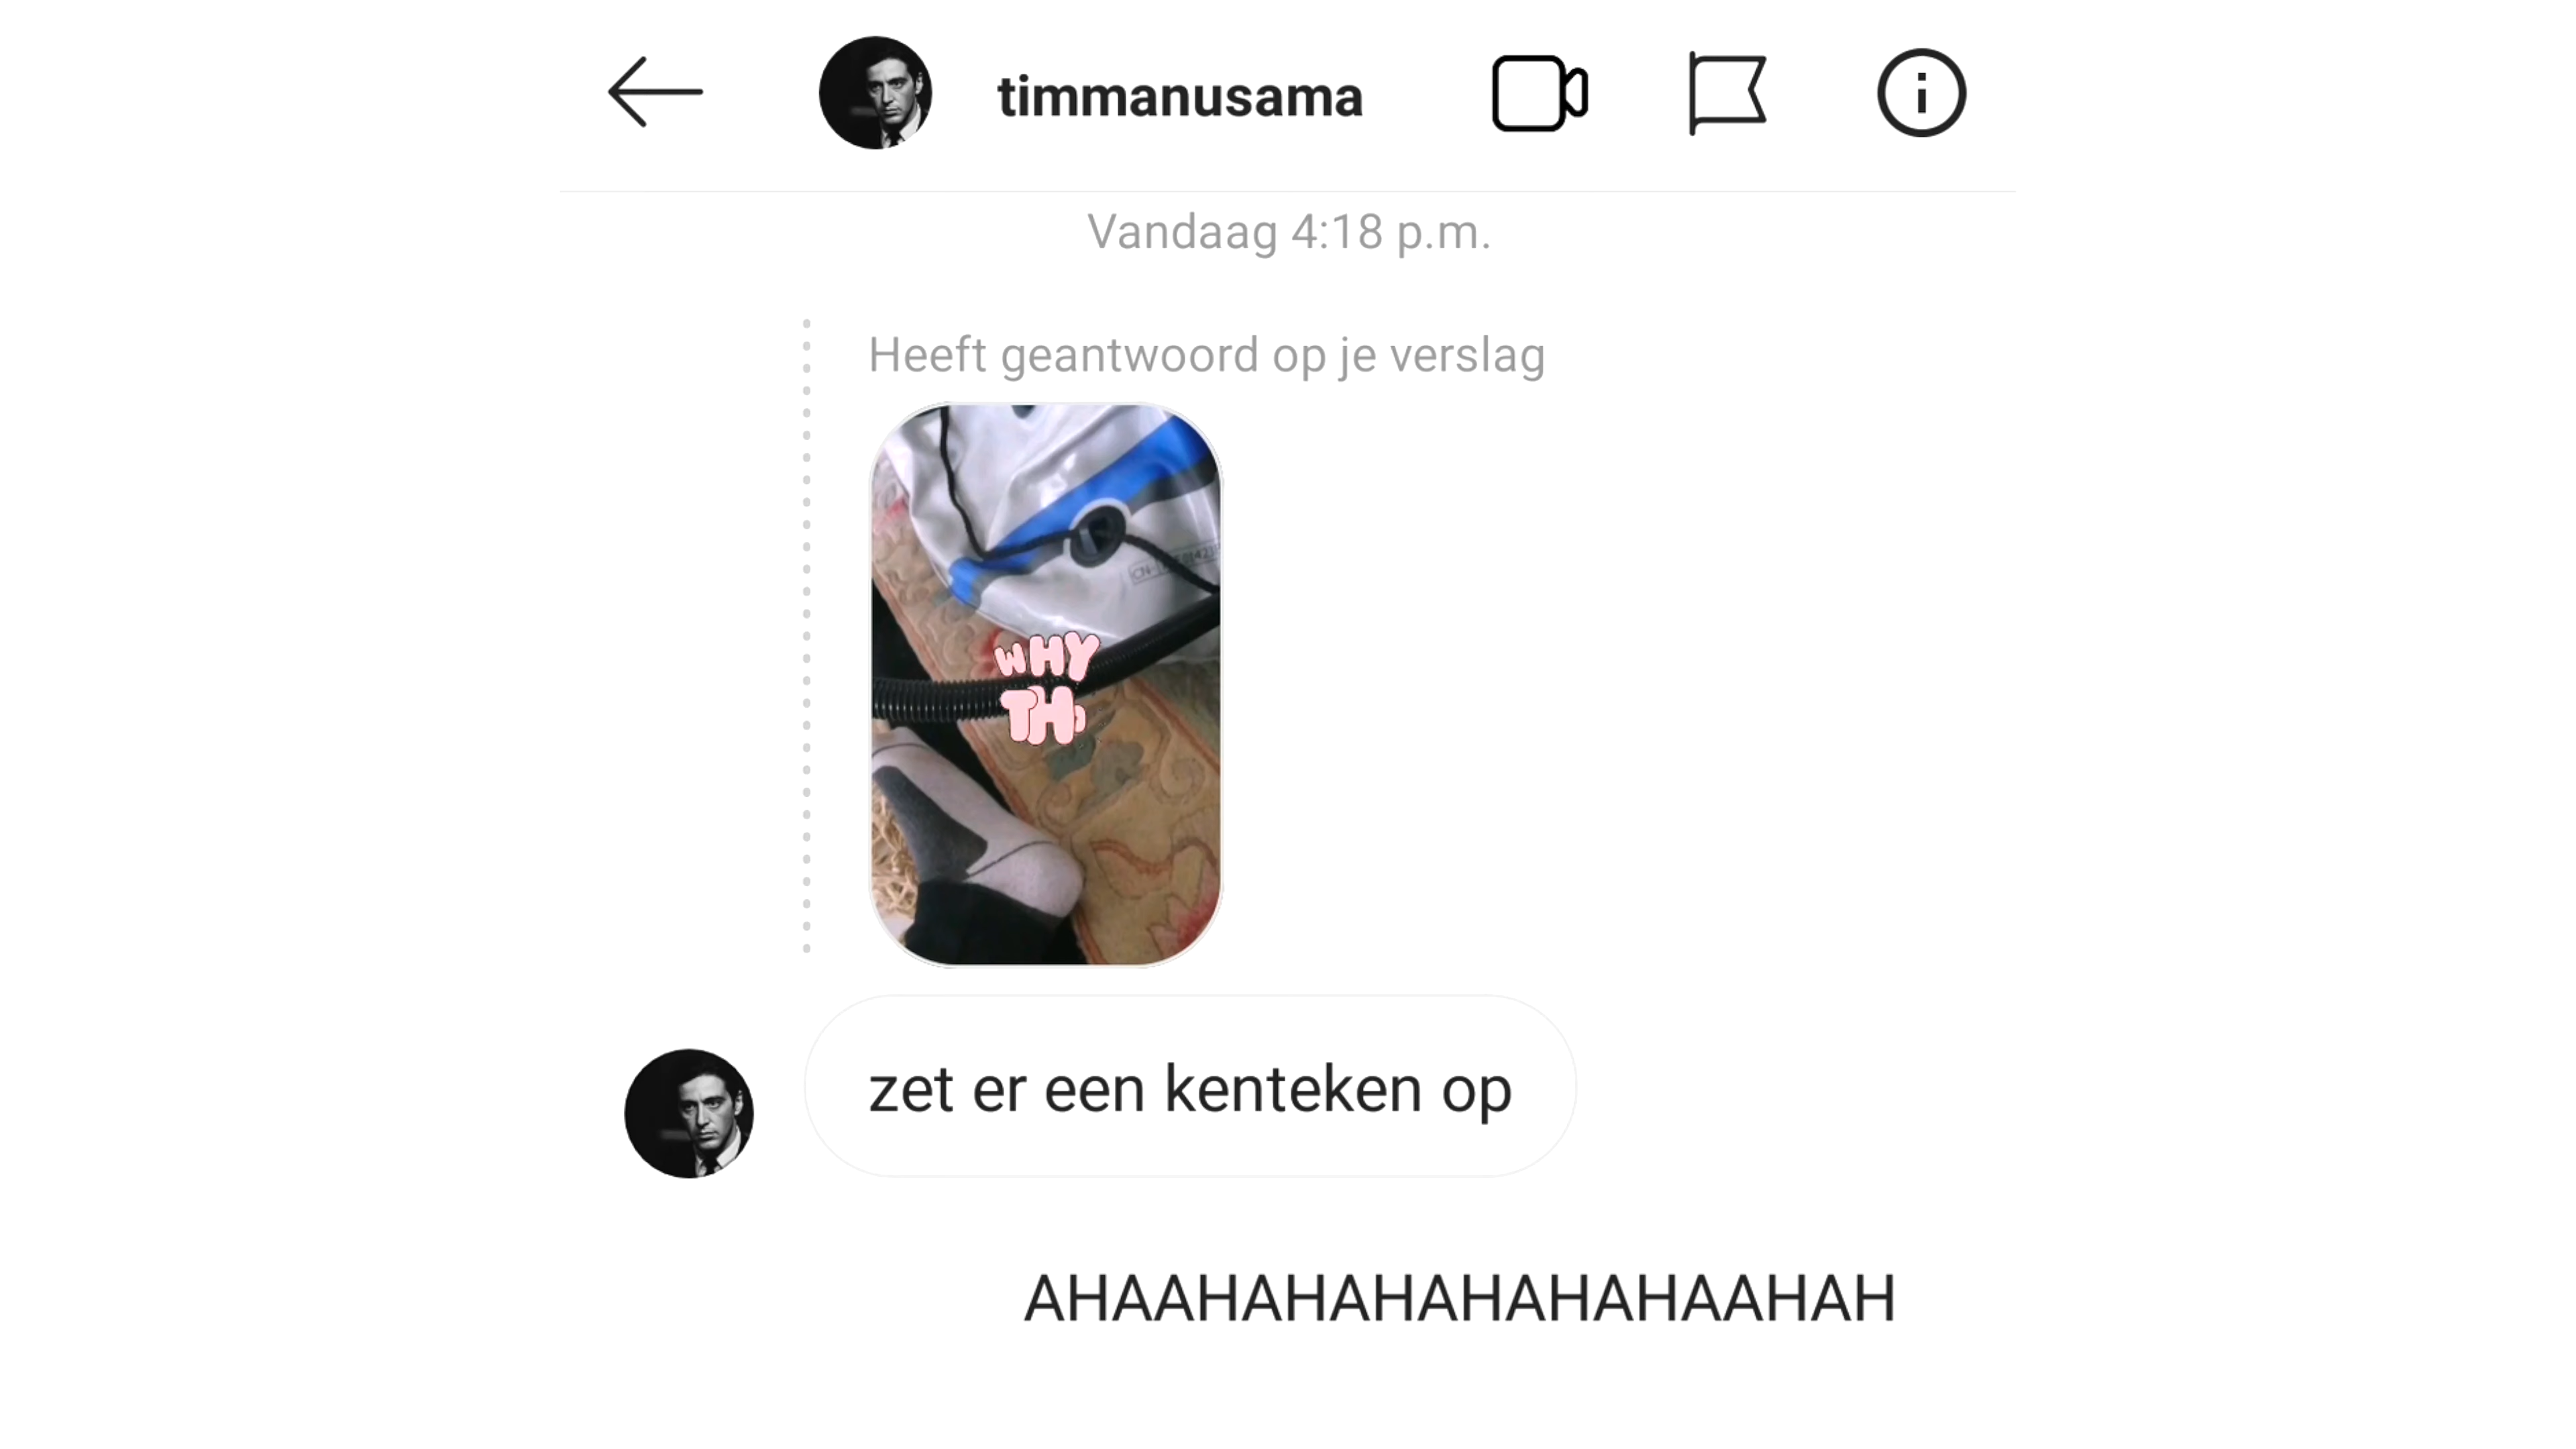 timmanusama
Vandaag 4:18 p.m.
Heeft geantwoord op je verslag
WHY
zet er een kenteken op
AHAAHAHAHAHAHAHAAHAH